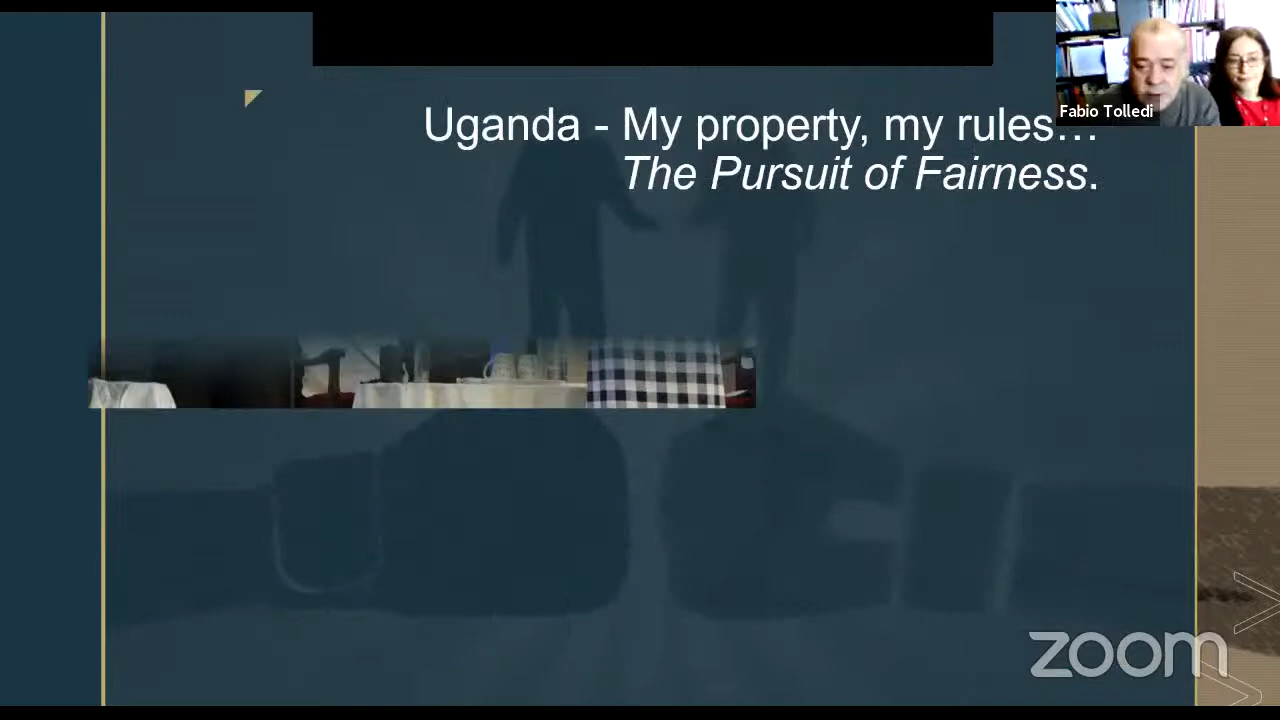 Fabio Tolledi
Uganda - My property, my rules…
The Pursuit of Fairness.
zoom